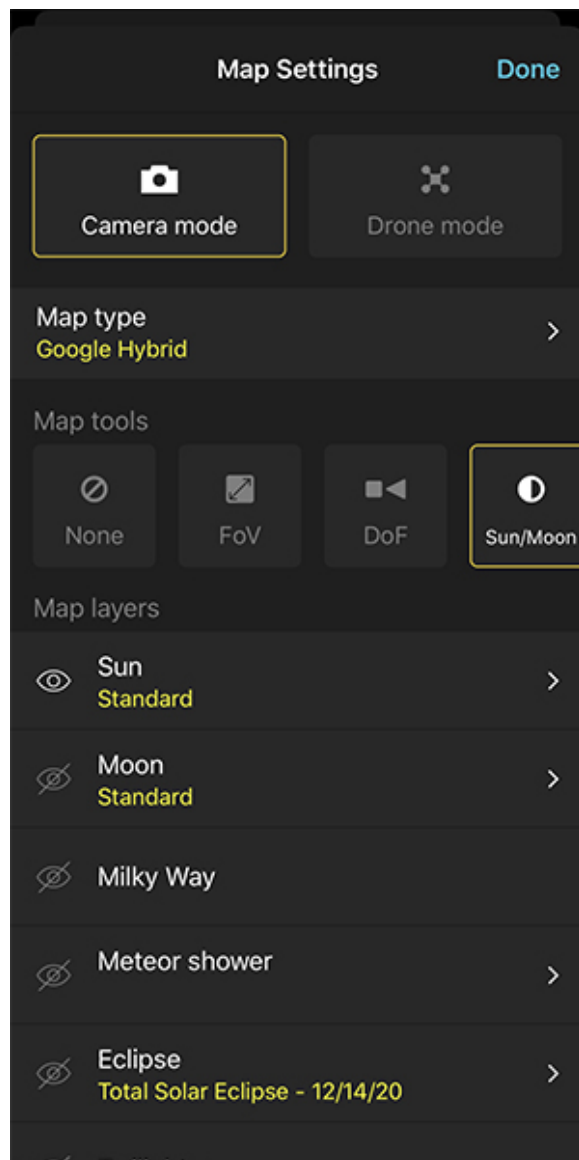 Map Settings
Done
Camera mode
Drone mode
Map type
Google Hybrid
Map tools
None
FoV
DoF
Sun/Moon
Map layers
Sun
Standard
Moon
Standard
Milky Way
Meteor shower
Eclipse
Total Solar Eclipse - 12/14/20